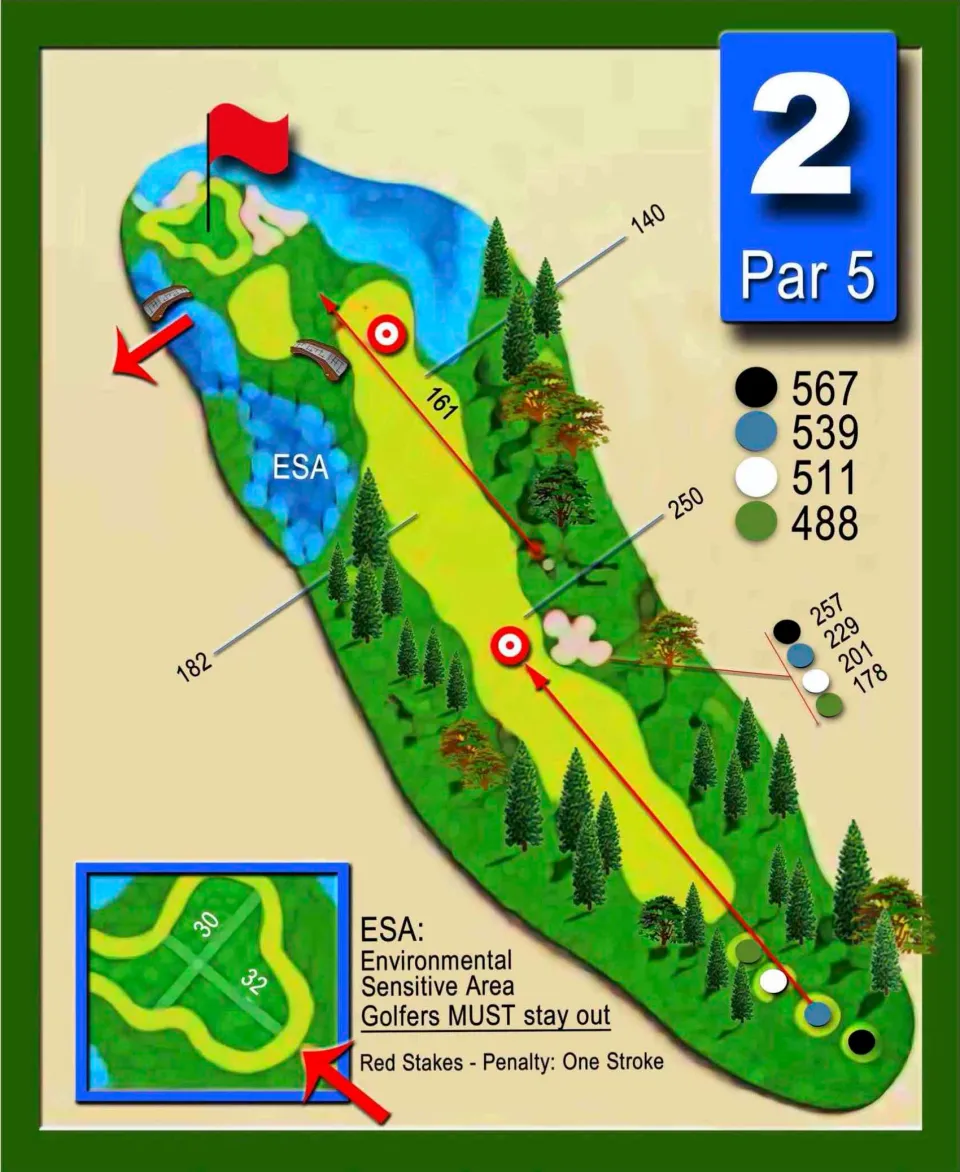 2
Par 5
567
539
511
488
140
161
ESA
250
182
257
229
201
178
30
32
ESA:
Environmental
Sensitive Area
Golfers MUST stay out
Red Stakes - Penalty: One Stroke